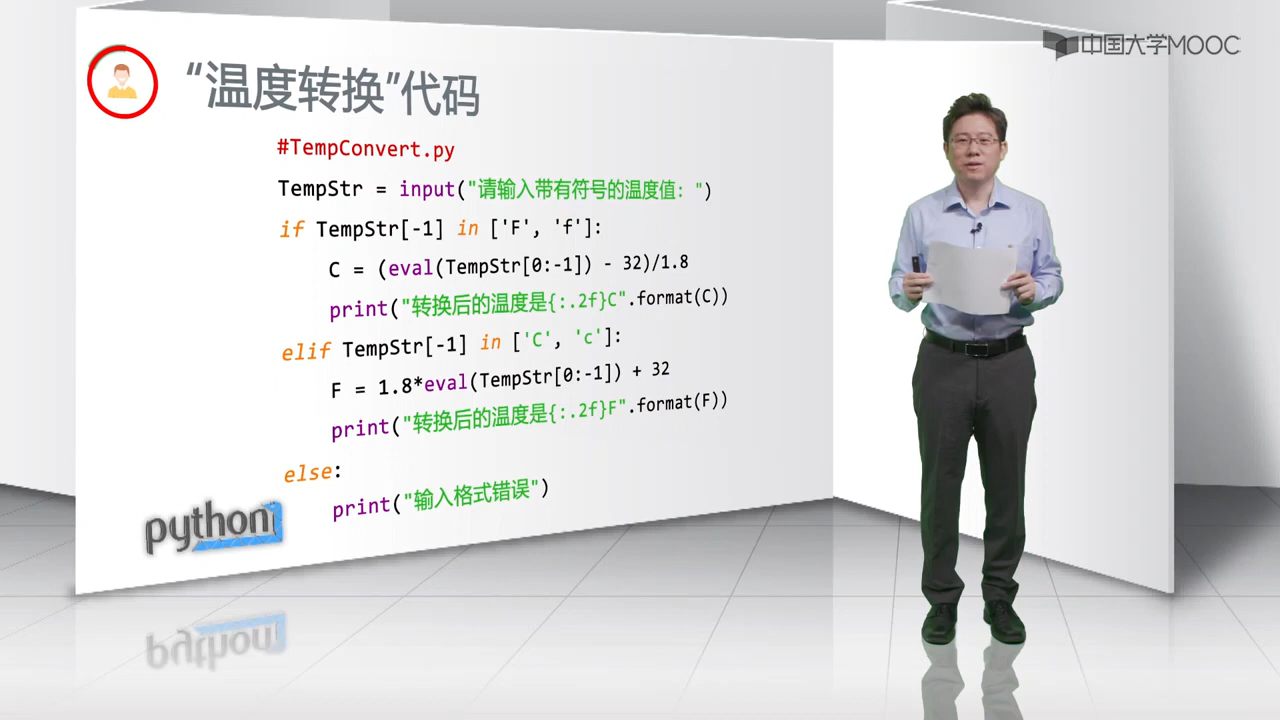 中国大学MOOC
“温度转换”代码
#TempConvert.py
TempStr = input("请输入带有符号的温度值: ")
if TempStr[-1] in ['F', 'f']:
C = (eval(TempStr[0:-1]) - 32)/1.8
print("转换后的温度是{:.2f}C".format(C))
elif TempStr[-1] in ['C', 'c']:
F = 1.8*eval(TempStr[0:-1]) + 32
print("转换后的温度是{:.2f}F".format(F))
else:
print("输入格式错误")
python